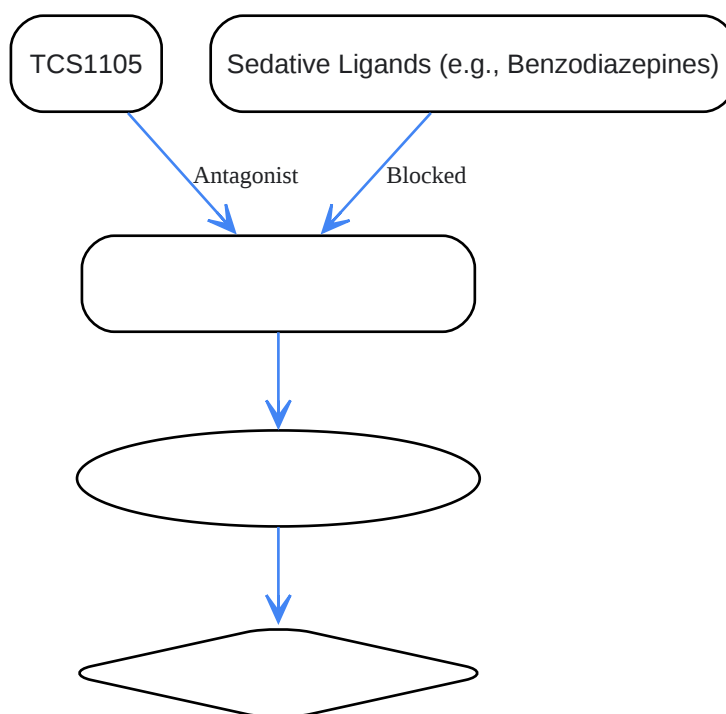 TCS1105
Sedative Ligands (e.g., Benzodiazepines)
Antagonist
Blocked